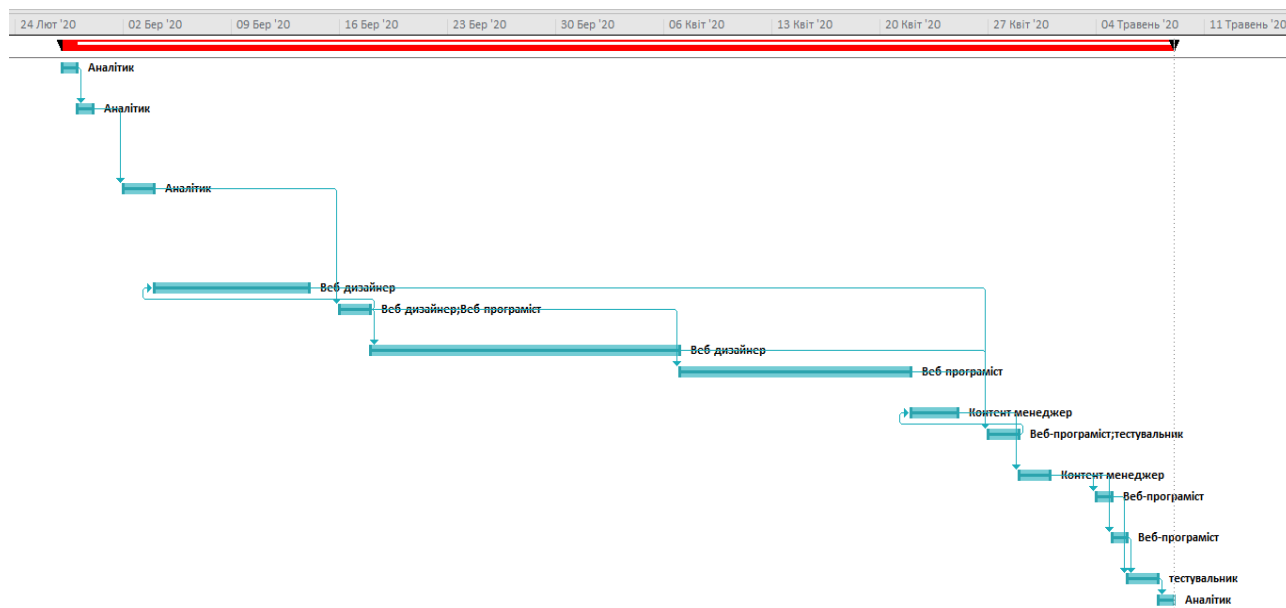 24 Лют '20 02 Бер '20 09 Бер '20 16 Бер '20 23 Бер '20 30 Бер '20 06 Квіт '20 13 Квіт '20 20 Квіт '20 27 Квіт '20 04 Травень '20 11 Травень '20
Аналітик
Аналітик
Аналітик
Веб дизайнер
Веб дизайнер;Веб програміст
Веб дизайнер
Веб програміст
Контент менеджер
Веб-програміст;тестувальник
Контент менеджер
Веб-програміст
Веб-програміст
тестувальник
Аналітик